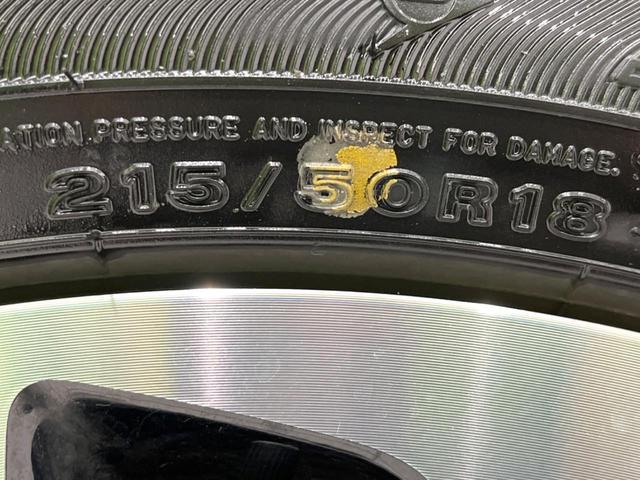 ATION PRESSURE AND INSPECT FOR DAMAGE.
215/50R18